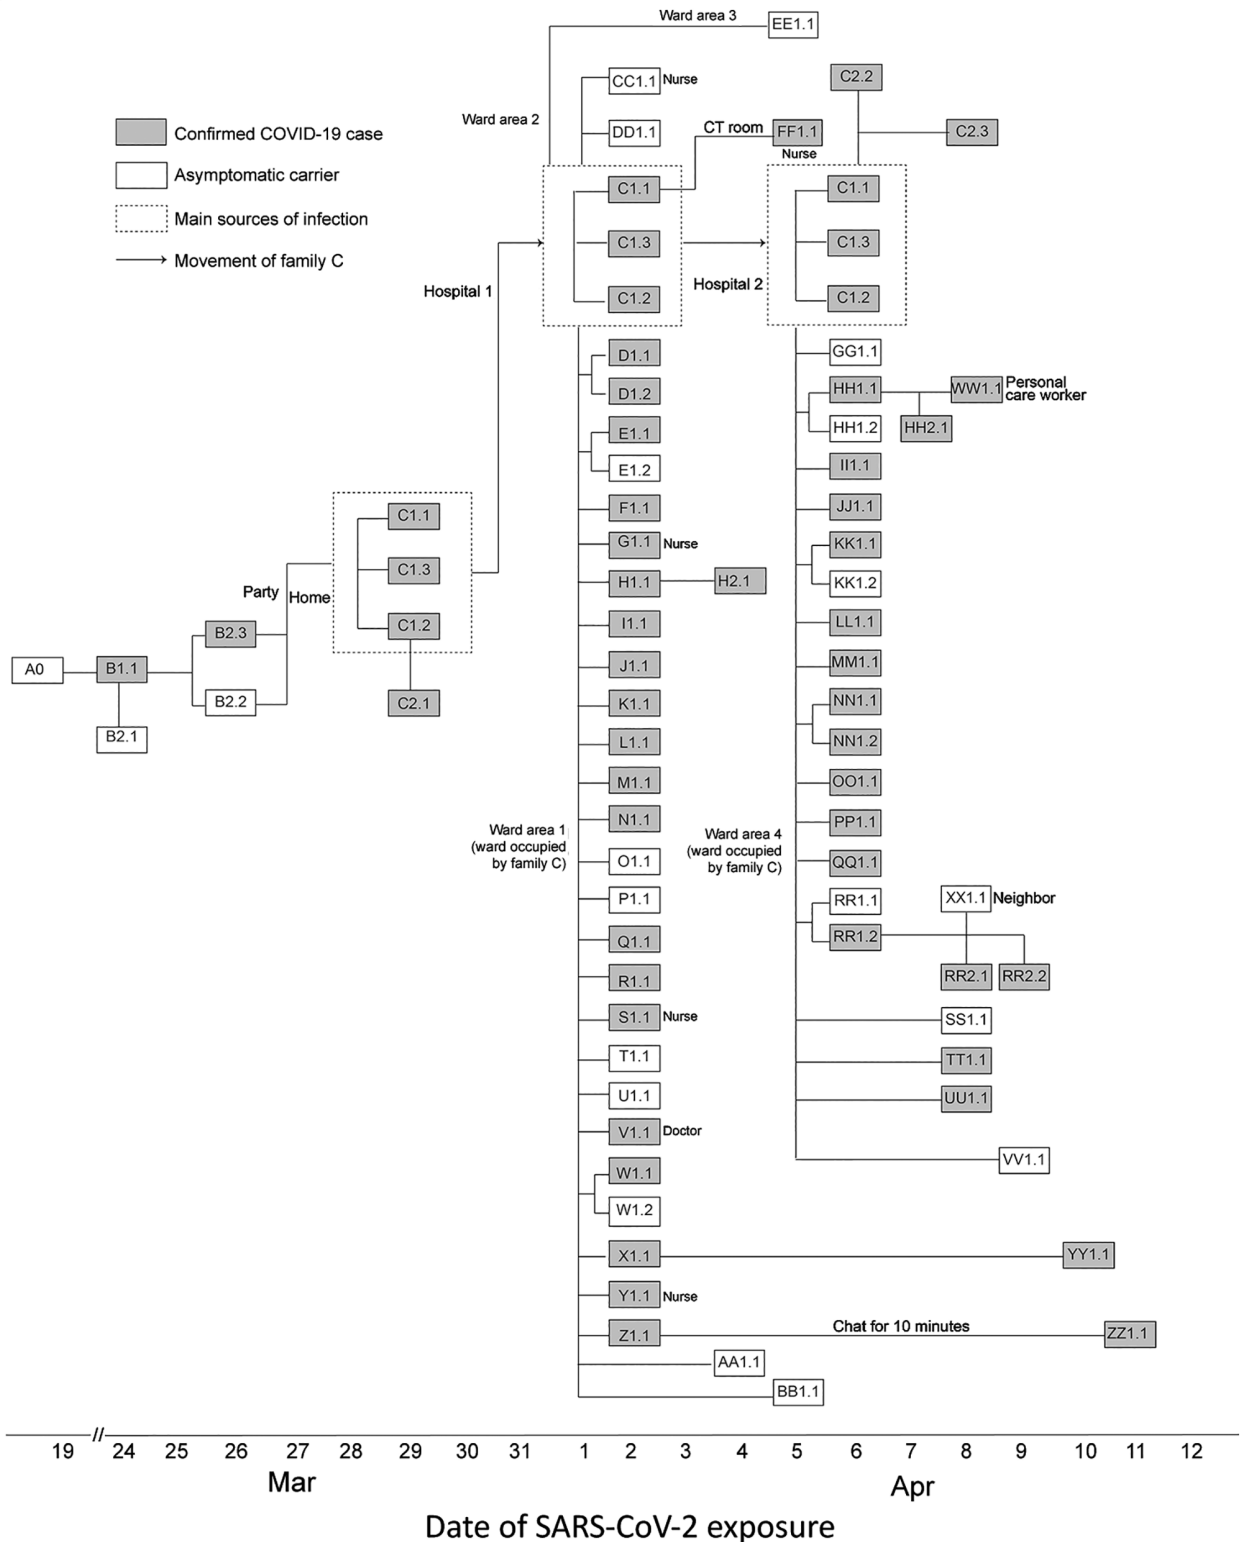 Ward area 3
EE1.1
CC1.1 Nurse
C2.2
Confirmed COVID-19 case
Ward area 2
DD1.1
CT room
FF1.1
Nurse
C2.3
Asymptomatic carrier
C1.1
C1.1
Main sources of infection
C1.3
C1.3
Movement of family C
Hospital 1
Hospital 2
C1.2
C1.2
D1.1
GG1.1
D1.2
HH1.1
WW1.1 Personal
care worker
E1.1
HH1.2
HH2.1
E1.2
II1.1
F1.1
JJ1.1
C1.1
G1.1 Nurse
KK1.1
C1.3
H1.1
H2.1
KK1.2
Party
Home
C1.2
I1.1
LL1.1
B2.3
A0
B1.1
J1.1
MM1.1
B2.2
C2.1
K1.1
NN1.1
B2.1
L1.1
NN1.2
M1.1
OO1.1
N1.1
PP1.1
Ward area 1
(ward occupied
by family C)
Ward area 4
(ward occupied
by family C)
O1.1
QQ1.1
P1.1
RR1.1
XX1.1 Neighbor
Q1.1
RR1.2
R1.1
RR2.1
RR2.2
S1.1 Nurse
SS1.1
T1.1
TT1.1
U1.1
UU1.1
V1.1 Doctor
VV1.1
W1.1
W1.2
X1.1
YY1.1
Y1.1 Nurse
Z1.1
Chat for 10 minutes
ZZ1.1
AA1.1
BB1.1
19 // 24 25 26 27 28 29 30 31 1 2 3 4 5 6 7 8 9 10 11 12
Mar
Apr
Date of SARS-CoV-2 exposure